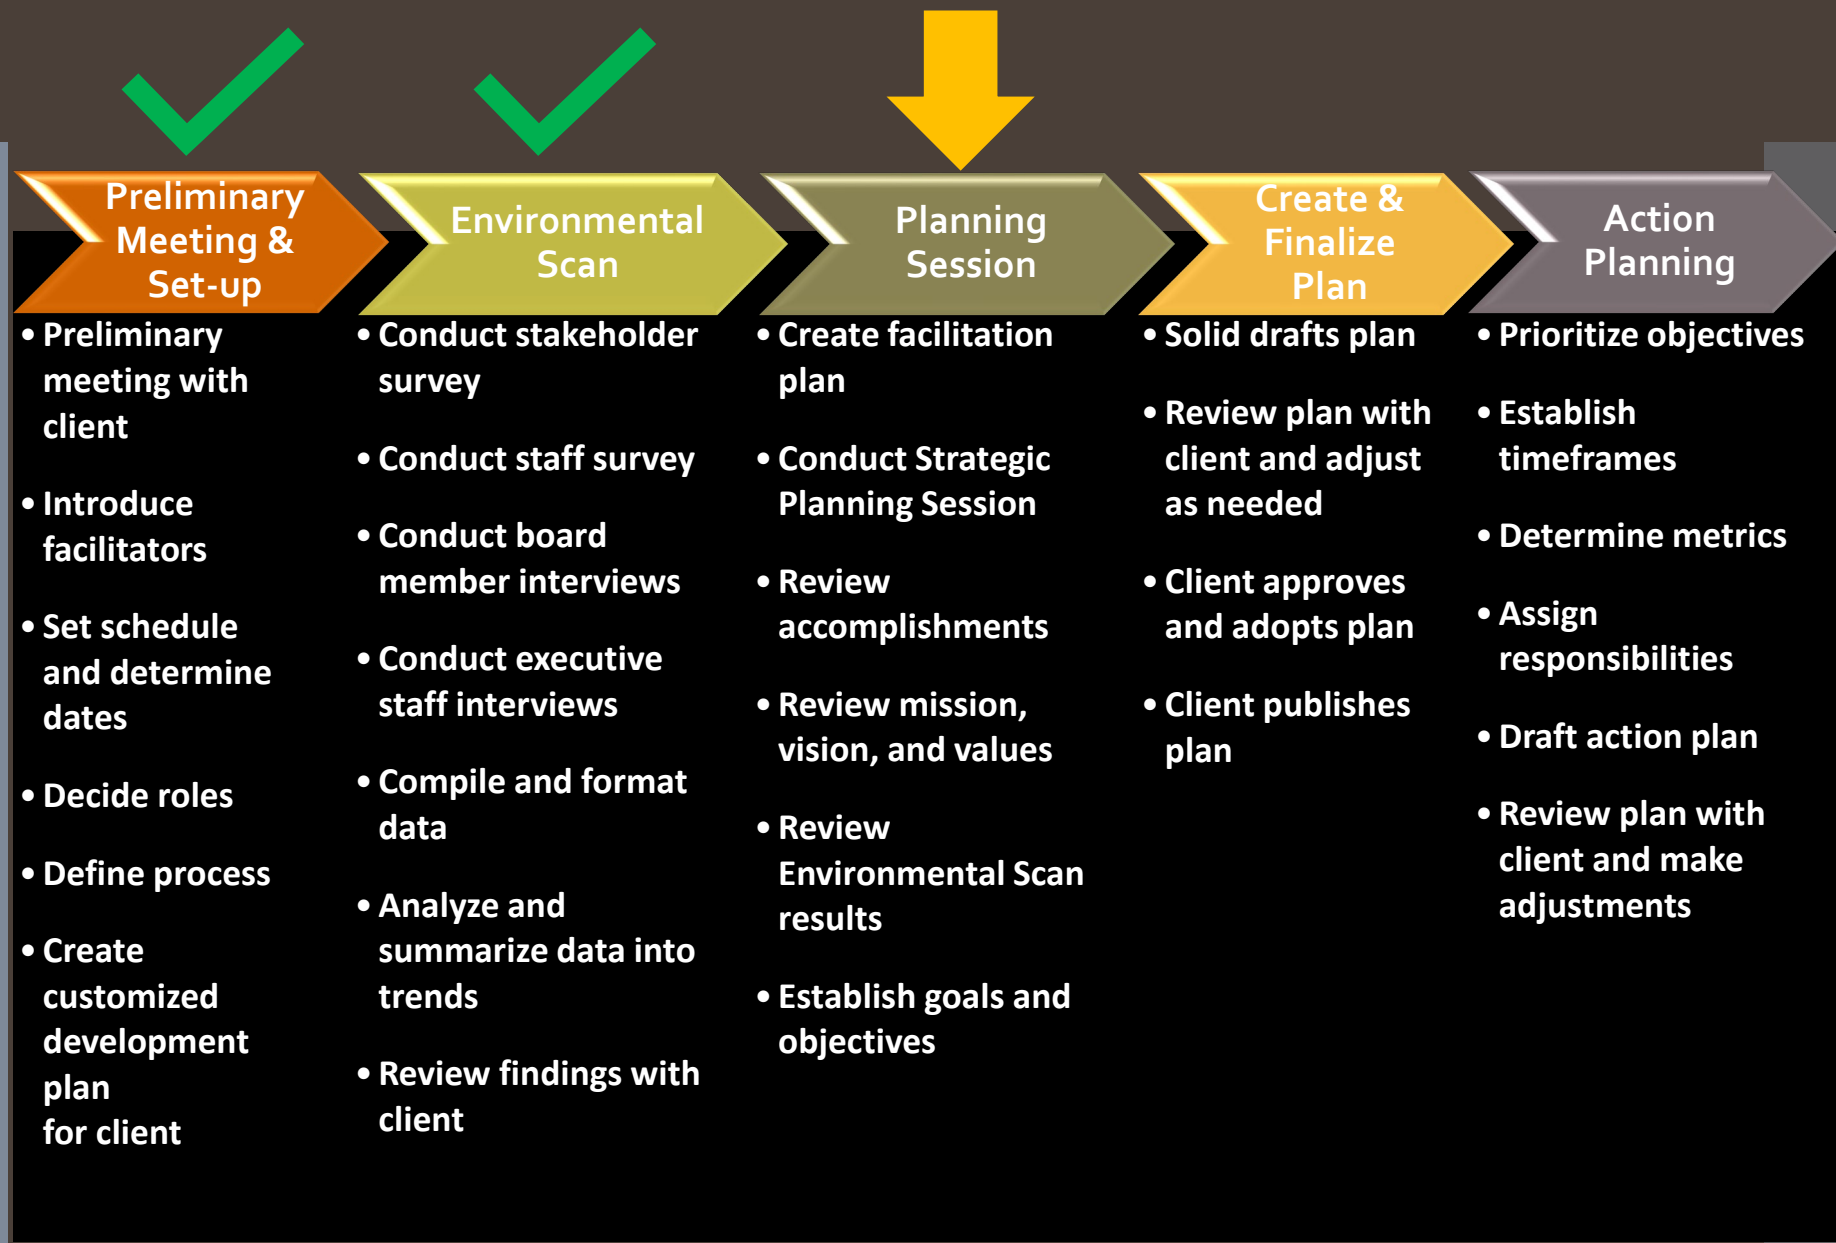 Preliminary
Meeting &
Set-up
• Preliminary
meeting with
client
• Introduce
facilitators
• Set schedule
and determine
dates
• Decide roles
• Define process
• Create
customized
development
plan
for client
Environmental
Scan
• Conduct stakeholder
survey
• Conduct staff survey
• Conduct board
member interviews
• Conduct executive
staff interviews
• Compile and format
data
• Analyze and
summarize data into
trends
• Review findings with
client
Planning
Session
• Create facilitation
plan
• Conduct Strategic
Planning Session
• Review
accomplishments
• Review mission,
vision, and values
• Review
Environmental Scan
results
• Establish goals and
objectives
Create &
Finalize
Plan
• Solid drafts plan
• Review plan with
client and adjust
as needed
• Client approves
and adopts plan
• Client publishes
plan
Action
Planning
• Prioritize objectives
• Establish
timeframes
• Determine metrics
• Assign
responsibilities
• Draft action plan
• Review plan with
client and make
adjustments